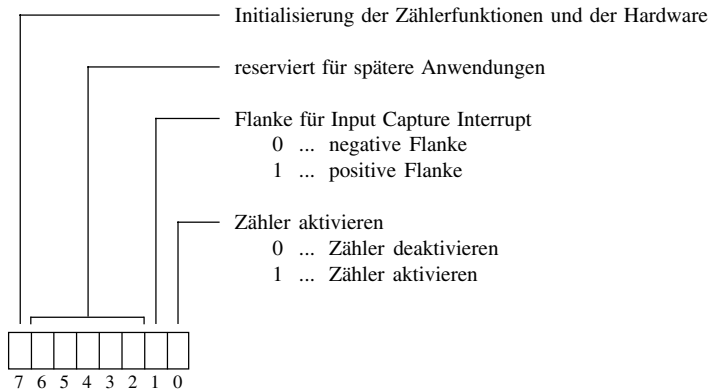 Initialisierung der Zählerfunktionen und der Hardware
reserviert für spätere Anwendungen
Flanke für Input Capture Interrupt
0 ... negative Flanke
1 ... positive Flanke
Zähler aktivieren
0 ... Zähler deaktivieren
1 ... Zähler aktivieren
7 6 5 4 3 2 1 0